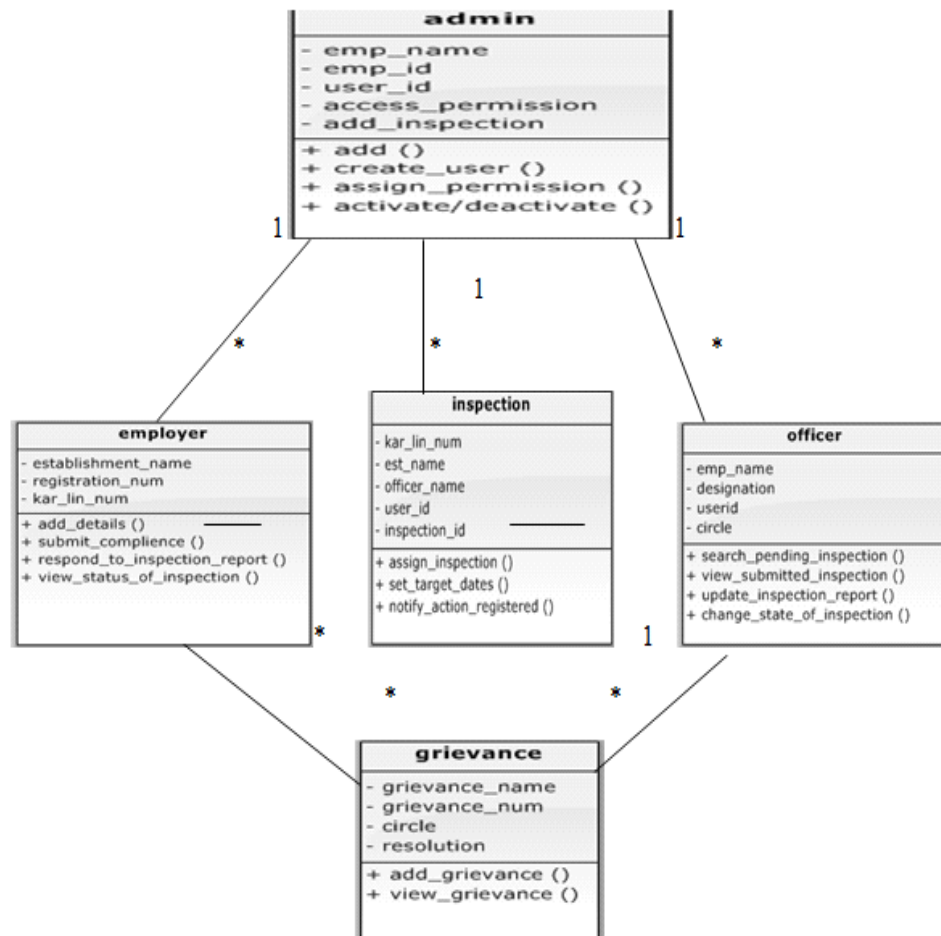 admin
- emp_name
- emp_id
- user_id
- access_permission
- add_inspection
+ add ()
+ create_user ()
+ assign_permission ()
+ activate/deactivate ()
1
1
1
*
*
*
employer
- establishment_name
- registration_num
- kar_lin_num
+ add_details ()
+ submit_complience ()
+ respond_to_inspection_report ()
+ view_status_of_inspection ()
inspection
- kar_lin_num
- est_name
- officer_name
- user_id
- inspection_id
+ assign_inspection ()
+ set_target_dates ()
+ notify_action_registered ()
officer
- emp_name
- designation
- userid
- circle
+ search_pending_inspection ()
+ view_submitted_inspection ()
+ update_inspection_report ()
+ change_state_of_inspection ()
*
1
*
*
grievance
- grievance_name
- grievance_num
- circle
- resolution
+ add_grievance ()
+ view_grievance ()